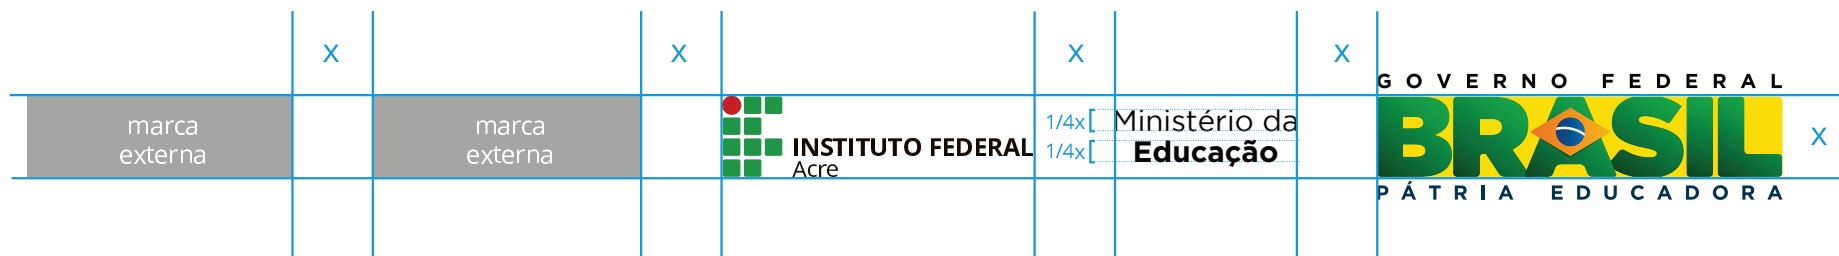 X
X
X
X
GOVERNO FEDERAL
marca
externa
marca
externa
INSTITUTO FEDERAL
Acre
1/4x
1/4x
Ministério da
Educação
BRASIL
X
PÁTRIA EDUCADORA